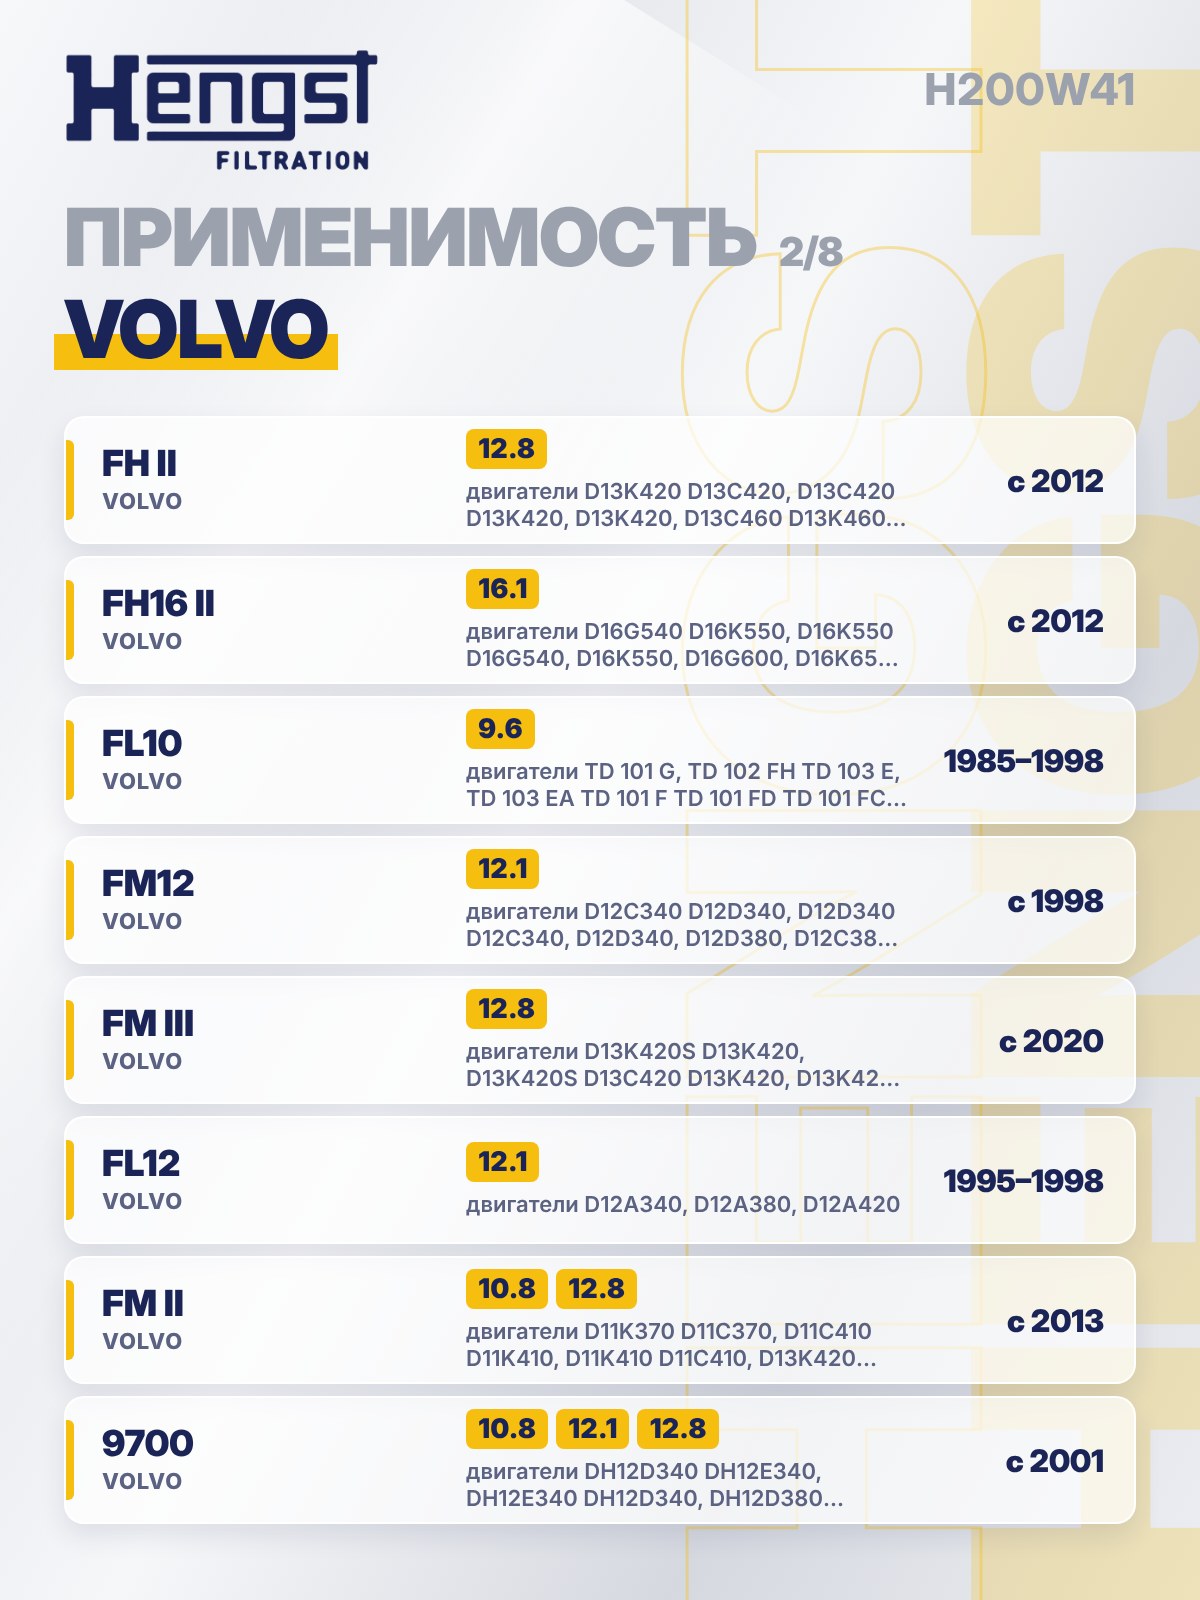 Hengst
FILTRATION
H200W41
ПРИМЕНИМОСТЬ 2/8
VOLVO
FH II
VOLVO
12.8
двигатели D13K420 D13C420, D13C420
D13K420, D13K420, D13C460 D13K460...
с 2012
FH16 II
VOLVO
16.1
двигатели D16G540 D16K550, D16K550
D16G540, D16K550, D16G600, D16K65...
с 2012
FL10
VOLVO
9.6
двигатели TD 101 G, TD 102 FH TD 103 E,
TD 103 EA TD 101 F TD 101 FD TD 101 FC...
1985–1998
FM12
VOLVO
12.1
двигатели D12C340 D12D340, D12D340
D12C340, D12D340, D12D380, D12C38...
с 1998
FM III
VOLVO
12.8
двигатели D13K420S D13K420,
D13K420S D13C420 D13K420, D13K42...
с 2020
FL12
VOLVO
12.1
двигатели D12A340, D12A380, D12A420
1995–1998
FM II
VOLVO
10.8 12.8
двигатели D11K370 D11C370, D11C410
D11K410, D11K410 D11C410, D13K420...
с 2013
9700
VOLVO
10.8 12.1 12.8
двигатели DH12D340 DH12E340,
DH12E340 DH12D340, DH12D380...
с 2001
HENGST
HENGST